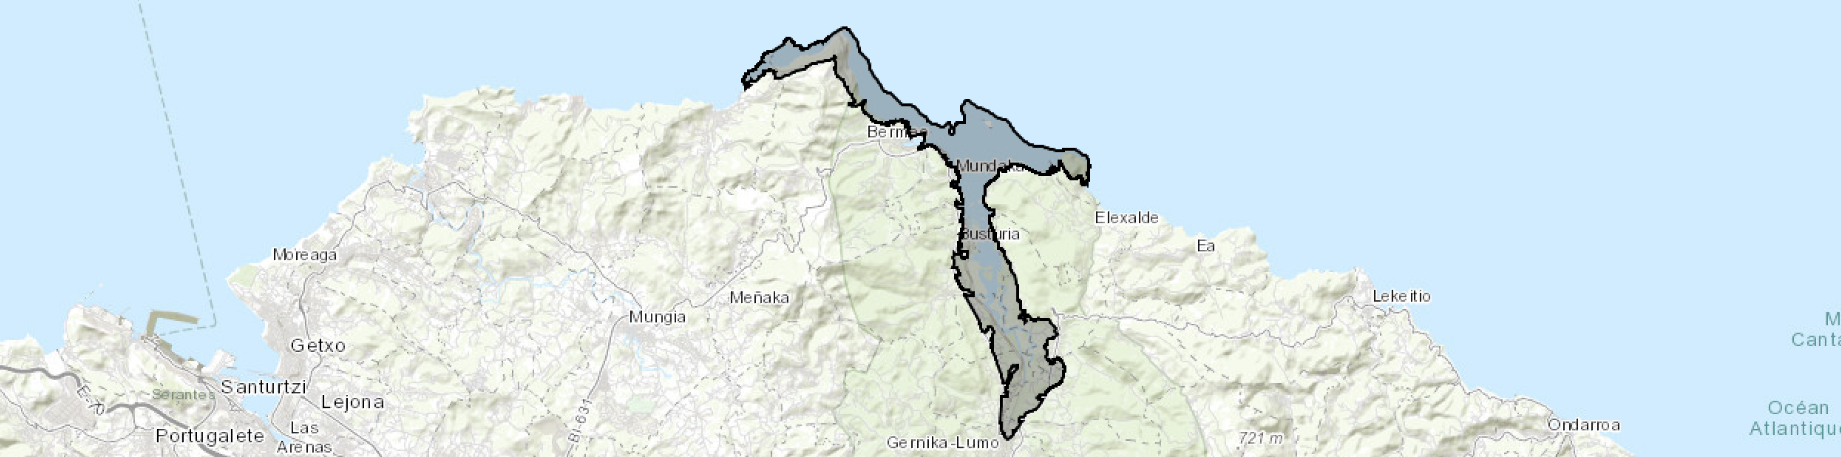 Bermeo
Mundaka
Elexalde
Busturia
Ea
Moreaga
Meñaka
Lekeitio
Mungia
M
Canta
Getxo
Santurtzi
Serantes
Lejona
E-70
BI-631
Océan
Atlantique
Las
Arenas
Portugalete
Gernika-Lumo
721 m
Ondarroa